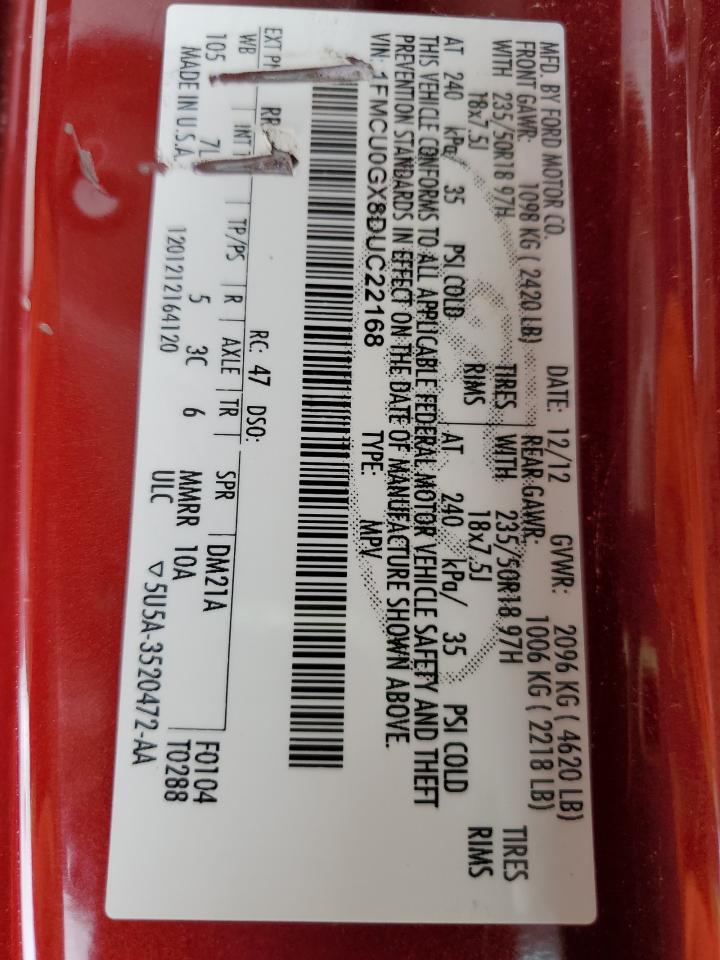 MFD. BY FORD MOTOR CO.
DATE: 12/12 GVWR: 2096 KG ( 4620 LB)
FRONT GAWR: 1098 KG ( 2420 LB) REAR GAWR: 1006 KG ( 2218 LB)
WITH 235/50R18 97H TIRES WITH 235/50R18 97H TIRES
18x7.5J RIMS 18x7.5J RIMS
AT 240 kPa/ 35 PSI COLD AT 240 kPa/ 35 PSI COLD
THIS VEHICLE CONFORMS TO ALL APPLICABLE FEDERAL MOTOR VEHICLE SAFETY AND THEFT
PREVENTION STANDARDS IN EFFECT ON THE DATE OF MANUFACTURE SHOWN ABOVE.
VIN: 1FMCU0GX8DUC22168 TYPE: MPV
F0104
T0288
EXT RR RC: 47 DSO:
WB INT TP/PS R AXLE TR SPR DM21A
105 7L 5 3C 6 MMRR 10A
MADE IN U.S.A. ULC
1201212164120 ▽5U5A-3520472-AA